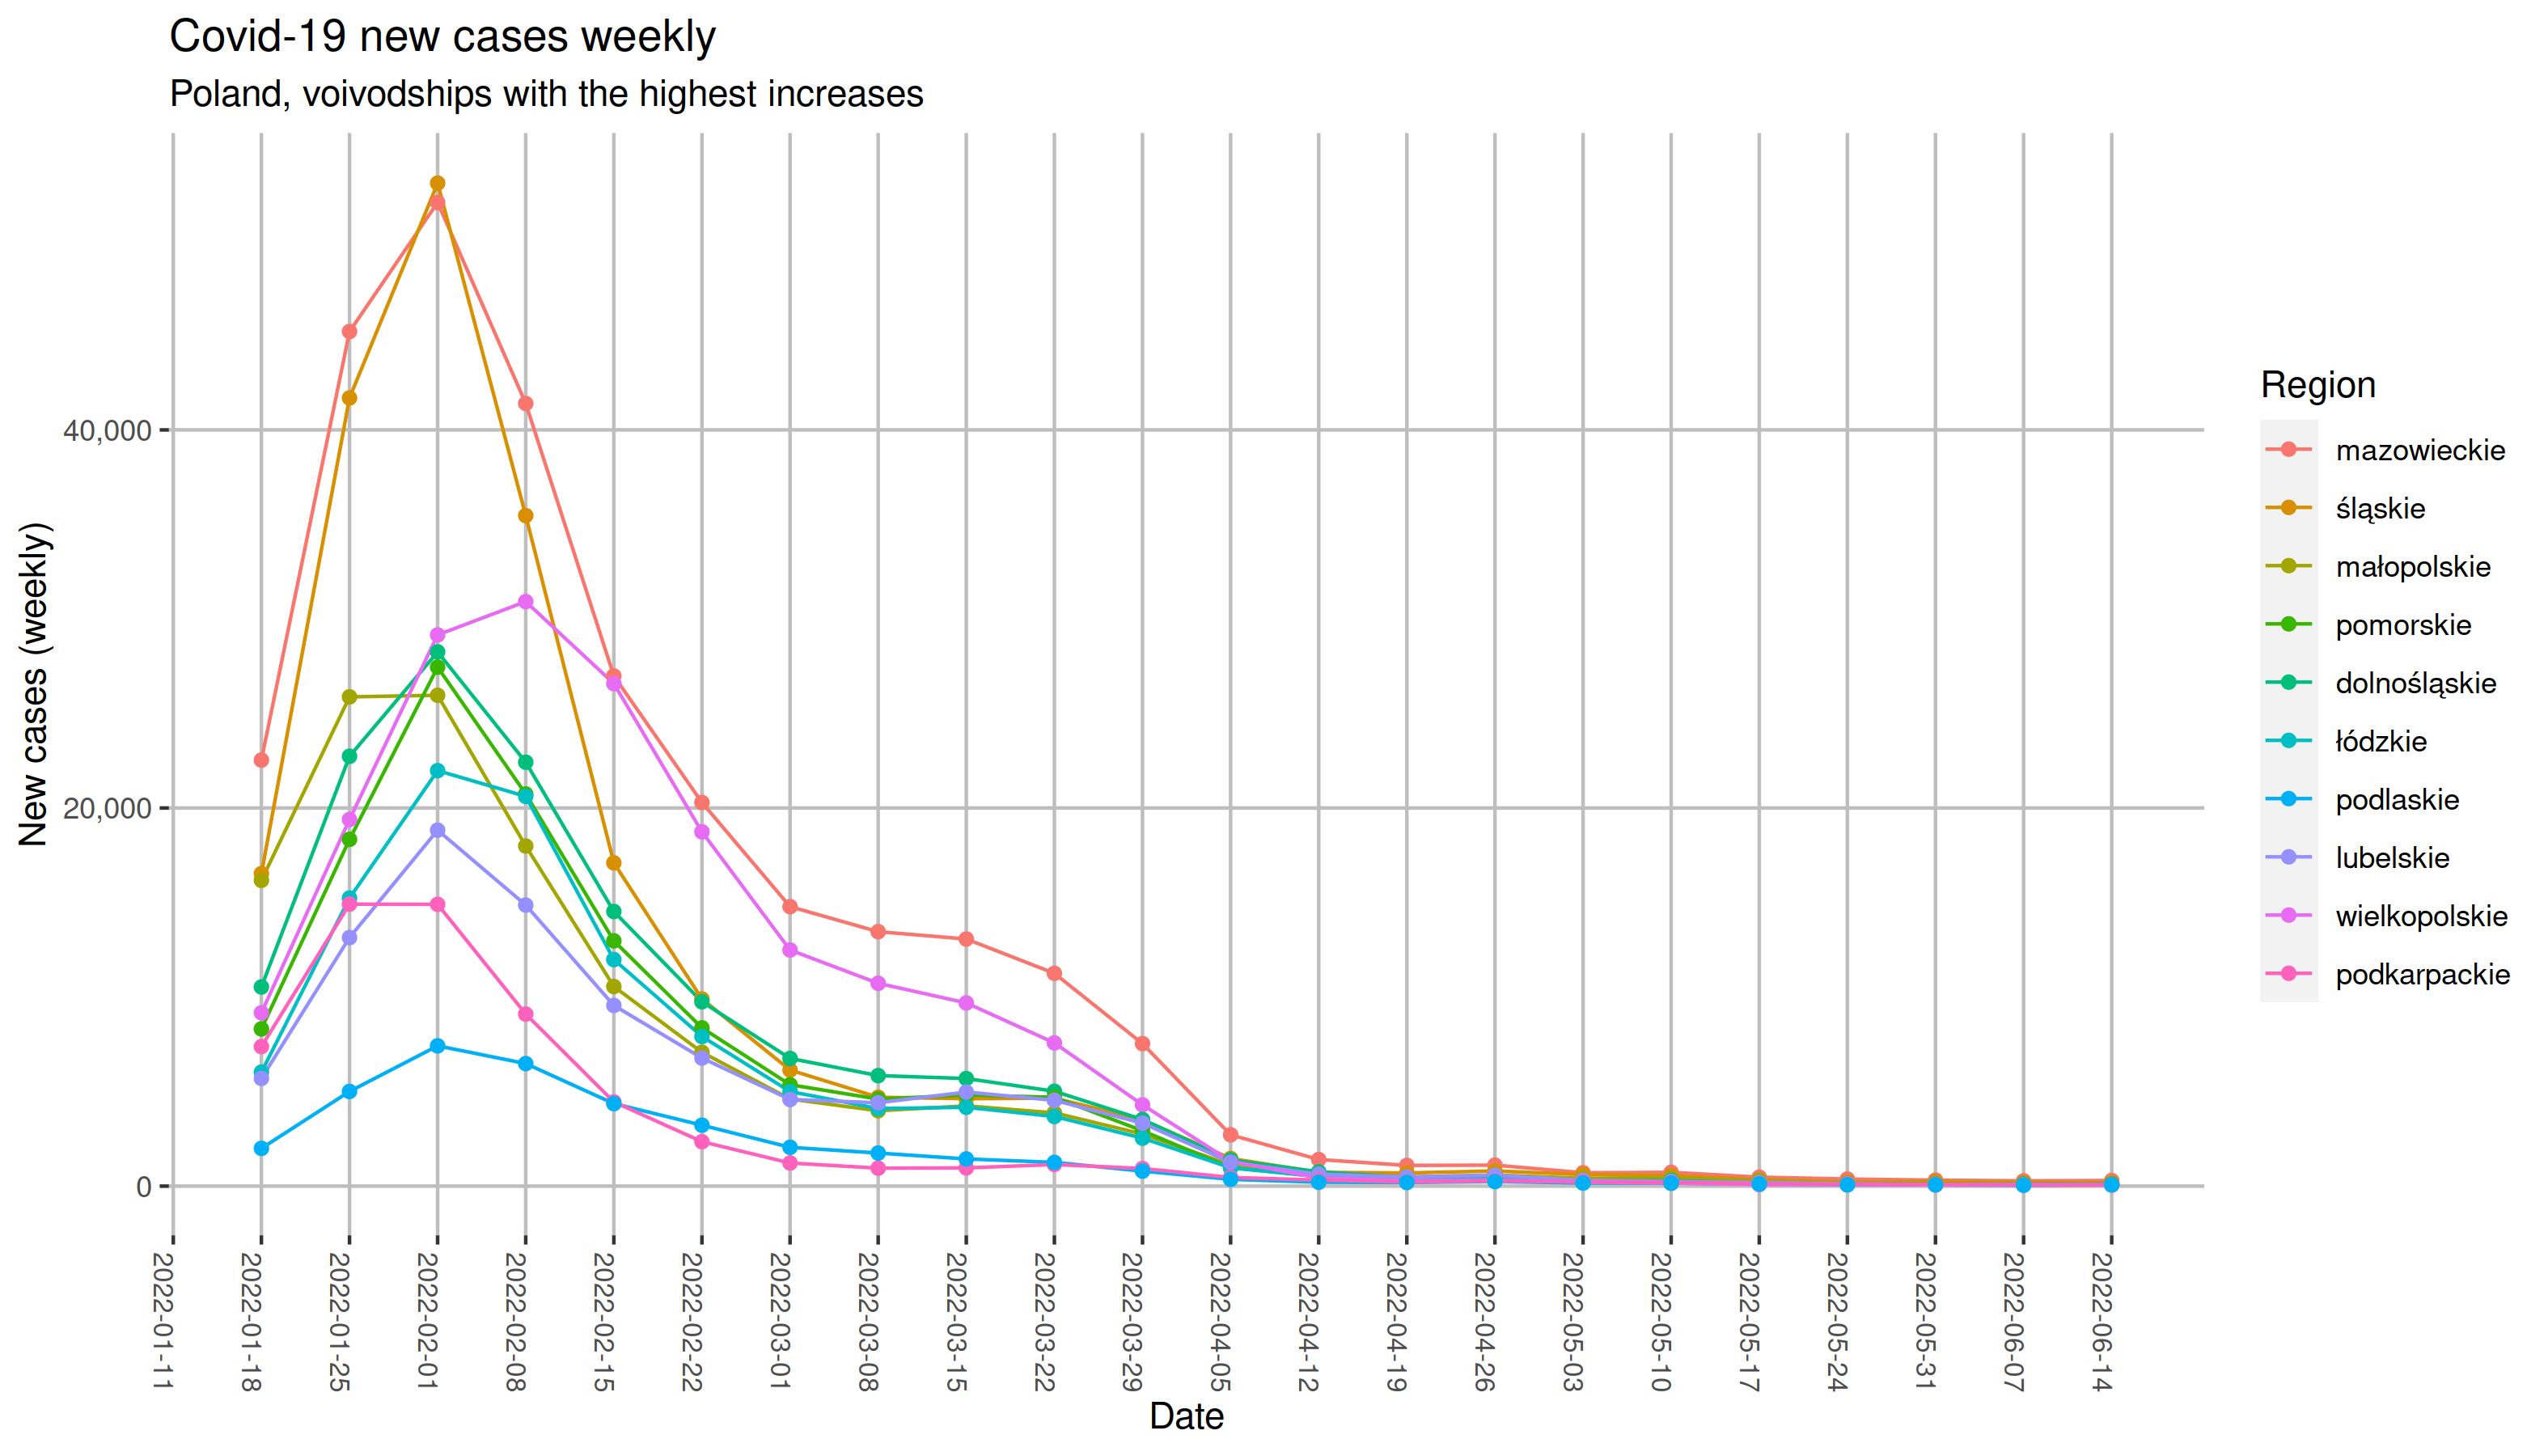 Covid-19 new cases weekly
Poland, voivodships with the highest increases
New cases (weekly)
40,000
20,000
0
2022-01-11
2022-01-18
2022-01-25
2022-02-01
2022-02-08
2022-02-15
2022-02-22
2022-03-01
2022-03-08
2022-03-15
2022-03-22
2022-03-29
2022-04-05
2022-04-12
2022-04-19
2022-04-26
2022-05-03
2022-05-10
2022-05-17
2022-05-24
2022-05-31
2022-06-07
2022-06-14
Date
Region
mazowieckie
śląskie
małopolskie
pomorskie
dolnośląskie
łódzkie
podlaskie
lubelskie
wielkopolskie
podkarpackie